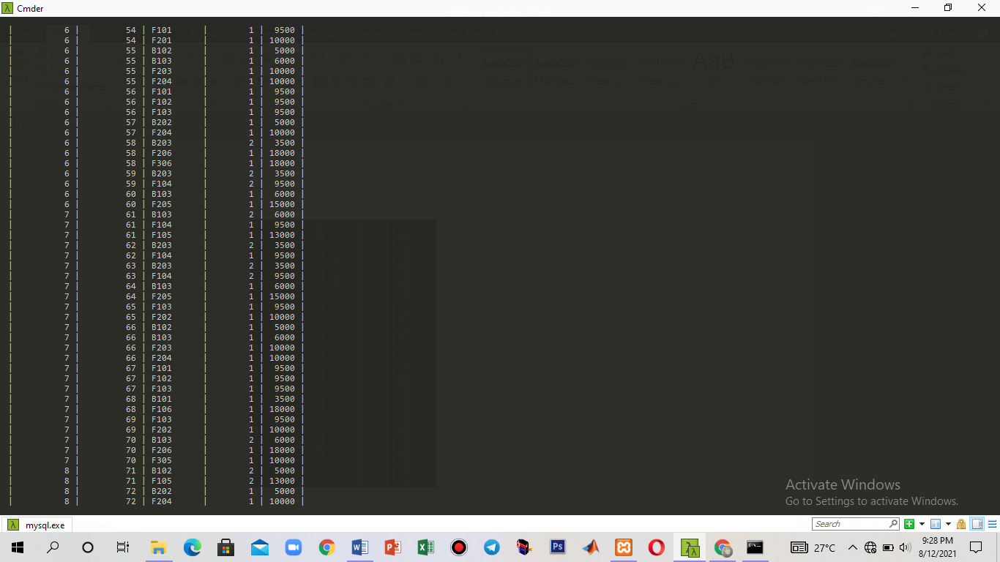 Cmder
| 6 | 54 | F101 | 1 | 9500 |
| 6 | 54 | F201 | 1 | 10000 |
| 6 | 55 | B102 | 1 | 5000 |
| 6 | 55 | B103 | 1 | 6000 |
| 6 | 55 | F203 | 1 | 10000 |
| 6 | 55 | F204 | 1 | 10000 |
| 6 | 56 | F101 | 1 | 9500 |
| 6 | 56 | F102 | 1 | 9500 |
| 6 | 56 | F103 | 1 | 9500 |
| 6 | 57 | B202 | 1 | 5000 |
| 6 | 57 | F204 | 1 | 10000 |
| 6 | 58 | B203 | 2 | 3500 |
| 6 | 58 | F206 | 1 | 18000 |
| 6 | 58 | F306 | 1 | 18000 |
| 6 | 59 | B203 | 2 | 3500 |
| 6 | 59 | F104 | 2 | 9500 |
| 6 | 60 | B103 | 1 | 6000 |
| 6 | 60 | F205 | 1 | 15000 |
| 7 | 61 | B103 | 2 | 6000 |
| 7 | 61 | F104 | 1 | 9500 |
| 7 | 61 | F105 | 1 | 13000 |
| 7 | 62 | B203 | 2 | 3500 |
| 7 | 62 | F104 | 1 | 9500 |
| 7 | 63 | B203 | 2 | 3500 |
| 7 | 63 | F104 | 2 | 9500 |
| 7 | 64 | B103 | 1 | 6000 |
| 7 | 64 | F205 | 1 | 15000 |
| 7 | 65 | F103 | 1 | 9500 |
| 7 | 65 | F202 | 1 | 10000 |
| 7 | 66 | B102 | 1 | 5000 |
| 7 | 66 | B103 | 1 | 6000 |
| 7 | 66 | F203 | 1 | 10000 |
| 7 | 66 | F204 | 1 | 10000 |
| 7 | 67 | F101 | 1 | 9500 |
| 7 | 67 | F102 | 1 | 9500 |
| 7 | 67 | F103 | 1 | 9500 |
| 7 | 68 | B101 | 1 | 3500 |
| 7 | 68 | F106 | 1 | 18000 |
| 7 | 69 | F103 | 1 | 9500 |
| 7 | 69 | F202 | 1 | 10000 |
| 7 | 70 | B103 | 2 | 6000 |
| 7 | 70 | F206 | 1 | 18000 |
| 7 | 70 | F305 | 1 | 10000 |
| 8 | 71 | B102 | 2 | 5000 |
| 8 | 71 | F105 | 2 | 13000 |
| 8 | 72 | B202 | 1 | 5000 |
| 8 | 72 | F204 | 1 | 10000 |
Activate Windows
Go to Settings to activate Windows.
mysql.exe
Search
27°C
9:28 PM
8/12/2021